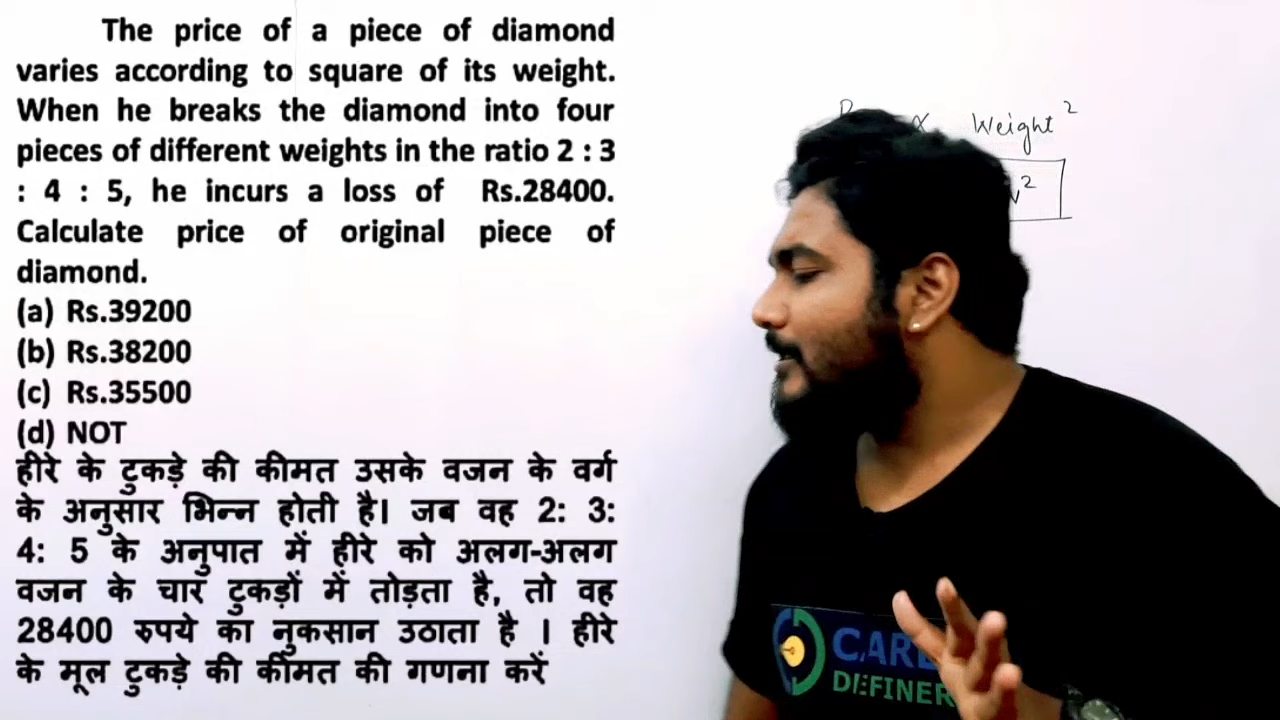 The price of a piece of diamond
varies according to square of its weight.
When he breaks the diamond into four
pieces of different weights in the ratio 2 : 3
: 4 : 5, he incurs a loss of Rs.28400.
Calculate price of original piece of
diamond.
(a) Rs.39200
(b) Rs.38200
(c) Rs.35500
(d) NOT
हीरे के टुकड़े की कीमत उसके वजन के वर्ग
के अनुसार भिन्न होती है। जब वह 2: 3:
4: 5 के अनुपात में हीरे को अलग-अलग
वजन के चार टुकड़ों में तोड़ता है, तो वह
28400 रुपये का नुकसान उठाता है । हीरे
के मूल टुकड़े की कीमत की गणना करें
∝ Weight²
DEFINER